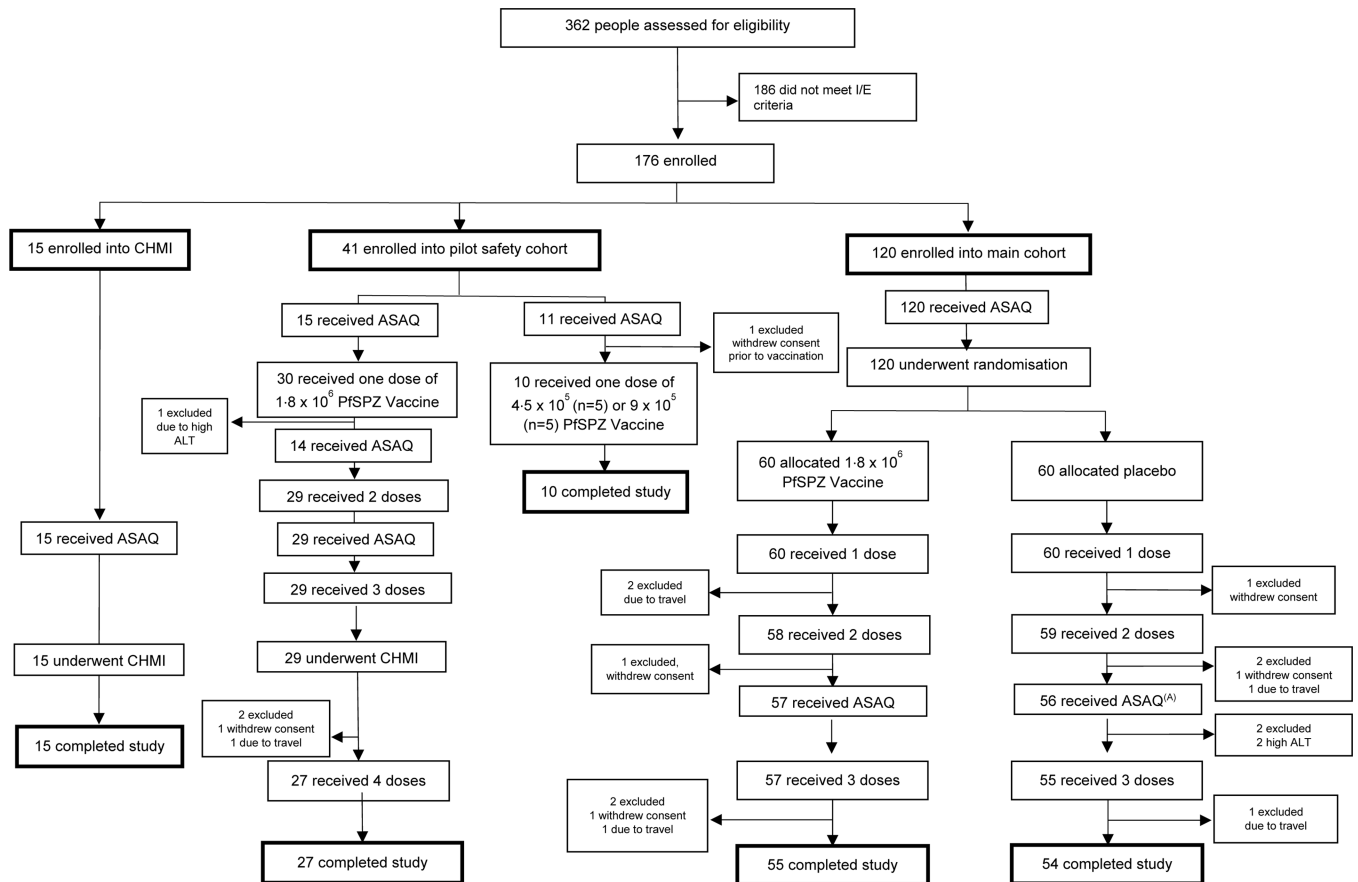 362 people assessed for eligibility
186 did not meet I/E
criteria
176 enrolled
15 enrolled into CHMI
41 enrolled into pilot safety cohort
120 enrolled into main cohort
15 received ASAQ
11 received ASAQ
120 received ASAQ
1 excluded
withdrew consent
prior to vaccination
120 underwent randomisation
30 received one dose of
1·8 x 10⁶ PfSPZ Vaccine
10 received one dose of
4·5 x 10⁵ (n=5) or 9 x 10⁵
(n=5) PfSPZ Vaccine
1 excluded
due to high
ALT
14 received ASAQ
60 allocated 1·8 x 10⁶
PfSPZ Vaccine
60 allocated placebo
29 received 2 doses
10 completed study
15 received ASAQ
29 received ASAQ
60 received 1 dose
60 received 1 dose
29 received 3 doses
2 excluded
due to travel
1 excluded
withdrew consent
58 received 2 doses
59 received 2 doses
15 underwent CHMI
29 underwent CHMI
1 excluded,
withdrew consent
2 excluded
1 withdrew consent
1 due to travel
57 received ASAQ
56 received ASAQ⁽ᴬ⁾
2 excluded
1 withdrew consent
1 due to travel
2 excluded
2 high ALT
15 completed study
27 received 4 doses
57 received 3 doses
55 received 3 doses
2 excluded
1 withdrew consent
1 due to travel
1 excluded
due to travel
27 completed study
55 completed study
54 completed study